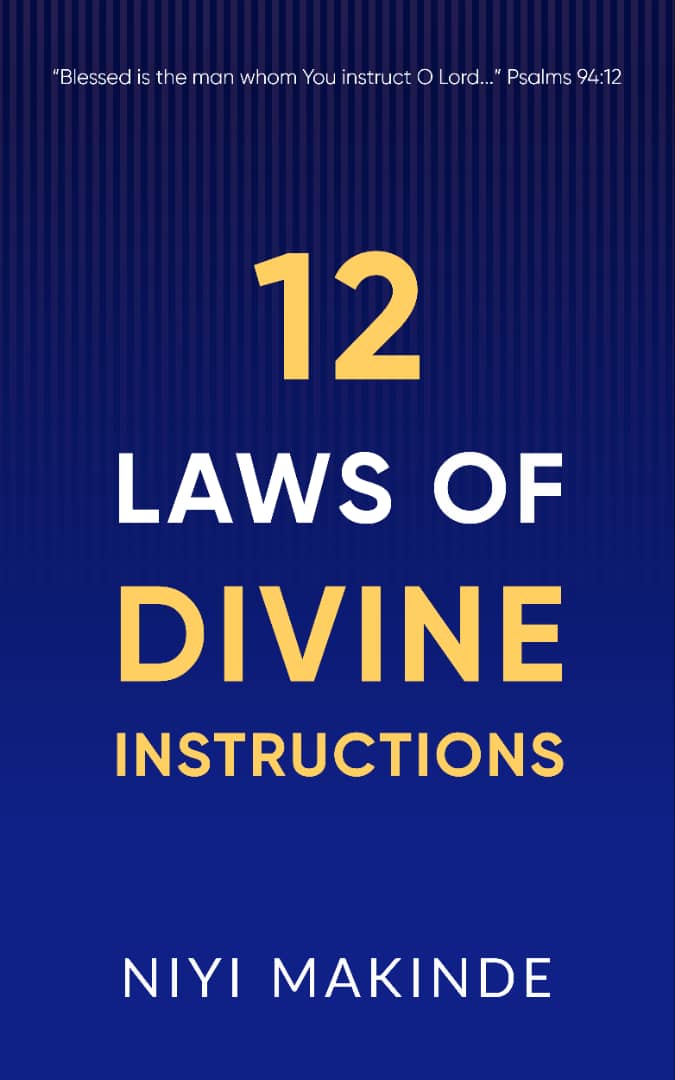 “Blessed is the man whom You instruct O Lord...” Psalms 94:12
12
LAWS OF
DIVINE
INSTRUCTIONS
NIYI MAKINDE